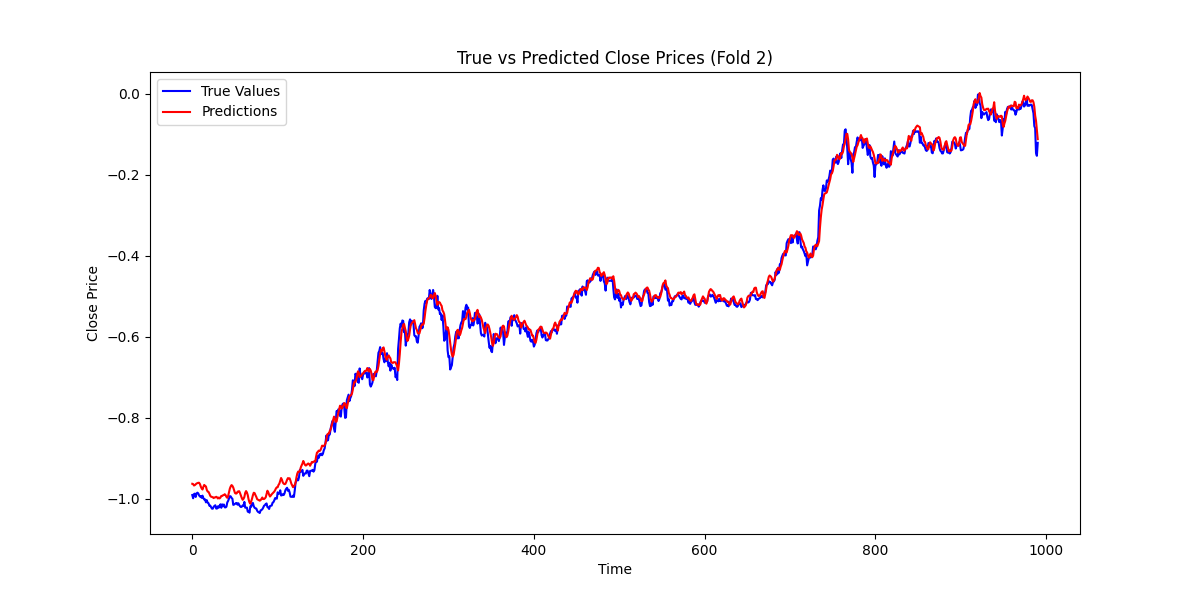 True vs Predicted Close Prices (Fold 2)
True Values
Predictions
0.0
−0.2
−0.4
−0.6
−0.8
−1.0
Close Price
0 200 400 600 800 1000
Time